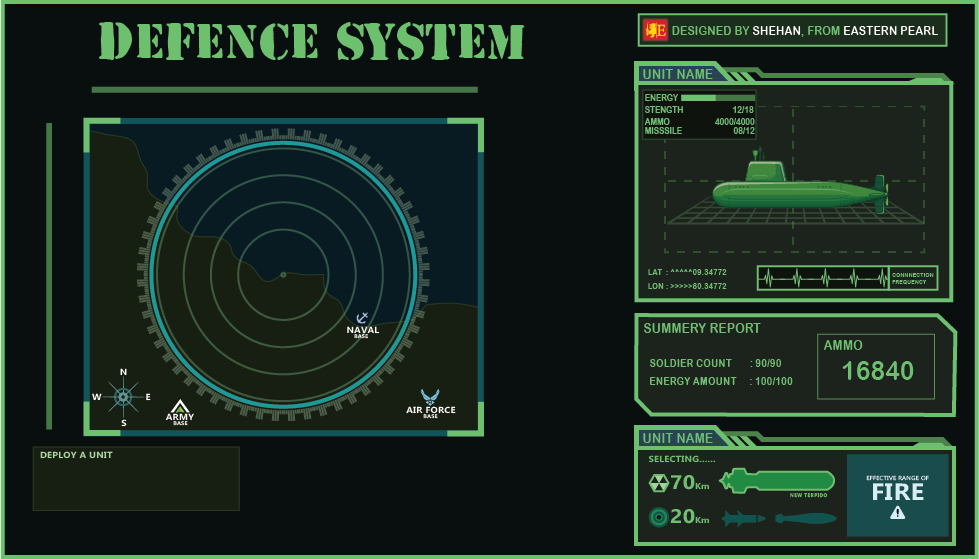 DEFENCE SYSTEM
E DESIGNED BY SHEHAN, FROM EASTERN PEARL
UNIT NAME
ENERGY
STENGTH 12/18
AMMO 4000/4000
MISSSILE 08/12
LAT : ^^^^^09.34772
LON : >>>>>80.34772
CONNNECTION
FREQUENCY
NAVAL
BASE
N
W E
S
ARMY
BASE
AIR FORCE
BASE
DEPLOY A UNIT
SUMMERY REPORT
SOLDIER COUNT : 90/90
ENERGY AMOUNT : 100/100
AMMO
16840
UNIT NAME
SELECTING......
70Km
NEW TERPIDO
20Km
EFFECTIVE RANGE OF
FIRE